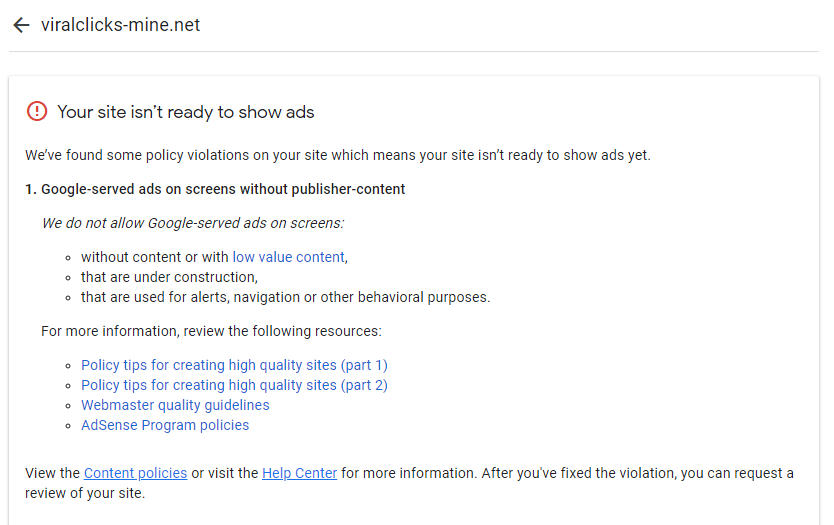 viralclicks-mine.net
Your site isn't ready to show ads
We've found some policy violations on your site which means your site isn't ready to show ads yet.
1. Google-served ads on screens without publisher-content
We do not allow Google-served ads on screens:
without content or with low value content,
that are under construction,
that are used for alerts, navigation or other behavioral purposes.
For more information, review the following resources:
Policy tips for creating high quality sites (part 1)
Policy tips for creating high quality sites (part 2)
Webmaster quality guidelines
AdSense Program policies
View the Content policies or visit the Help Center for more information. After you've fixed the violation, you can request a
review of your site.